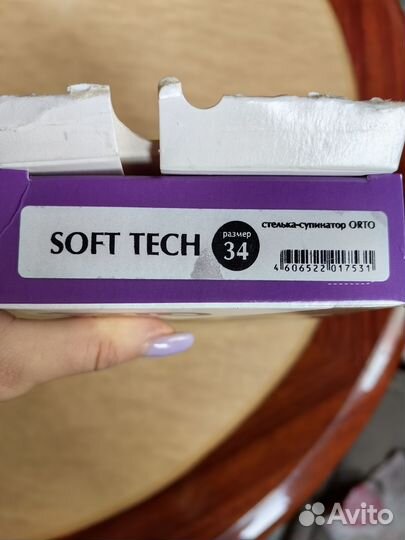 SOFT TECH
размер
34
стелька-супинатор ORTO
4 606522 017531
Avito